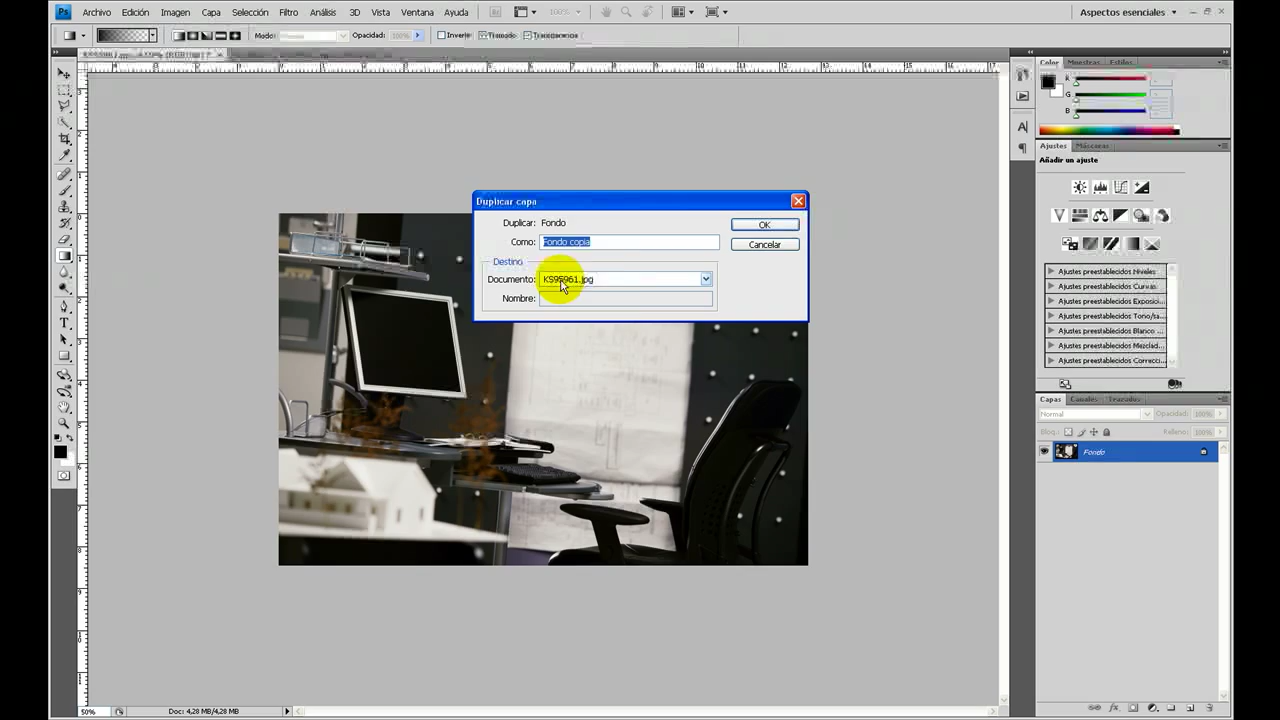 Ps Archivo Edición Imagen Capa Selección Filtro Análisis 3D Vista Ventana Ayuda 100% Aspectos esenciales
Modo: Opacidad: 100%
Color Muestras Estilos
R
G
B
Ajustes Máscaras
Añadir un ajuste
Duplicar capa
Duplicar: Fondo OK
Como: Fondo copia Cancelar
Destino
Documento: KS95961.jpg
Nombre:
Ajustes preestablecidos Niveles
Ajustes preestablecidos Curvas
Ajustes preestablecidos Exposici...
Ajustes preestablecidos Tono/sa...
Ajustes preestablecidos Blanco ...
Ajustes preestablecidos Mezclad...
Ajustes preestablecidos Correcci...
Capas Canales Trazados
Normal Opacidad: 100%
Bloq.: Relleno: 100%
Fondo
50% Doc: 4,28 MB/4,28 MB